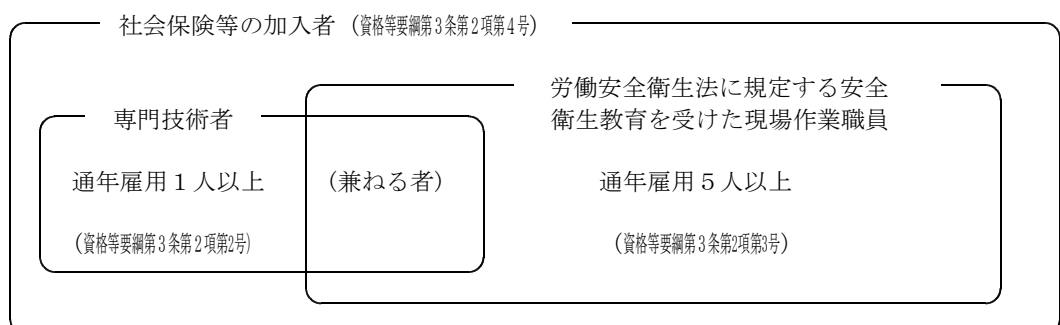 社会保険等の加入者（資格等要綱第３条第２項第４号）
労働安全衛生法に規定する安全
衛生教育を受けた現場作業職員
専門技術者
通年雇用１人以上
（兼ねる者）
通年雇用５人以上
（資格等要綱第３条第２項第2号）
（資格等要綱第３条第2項第3号）